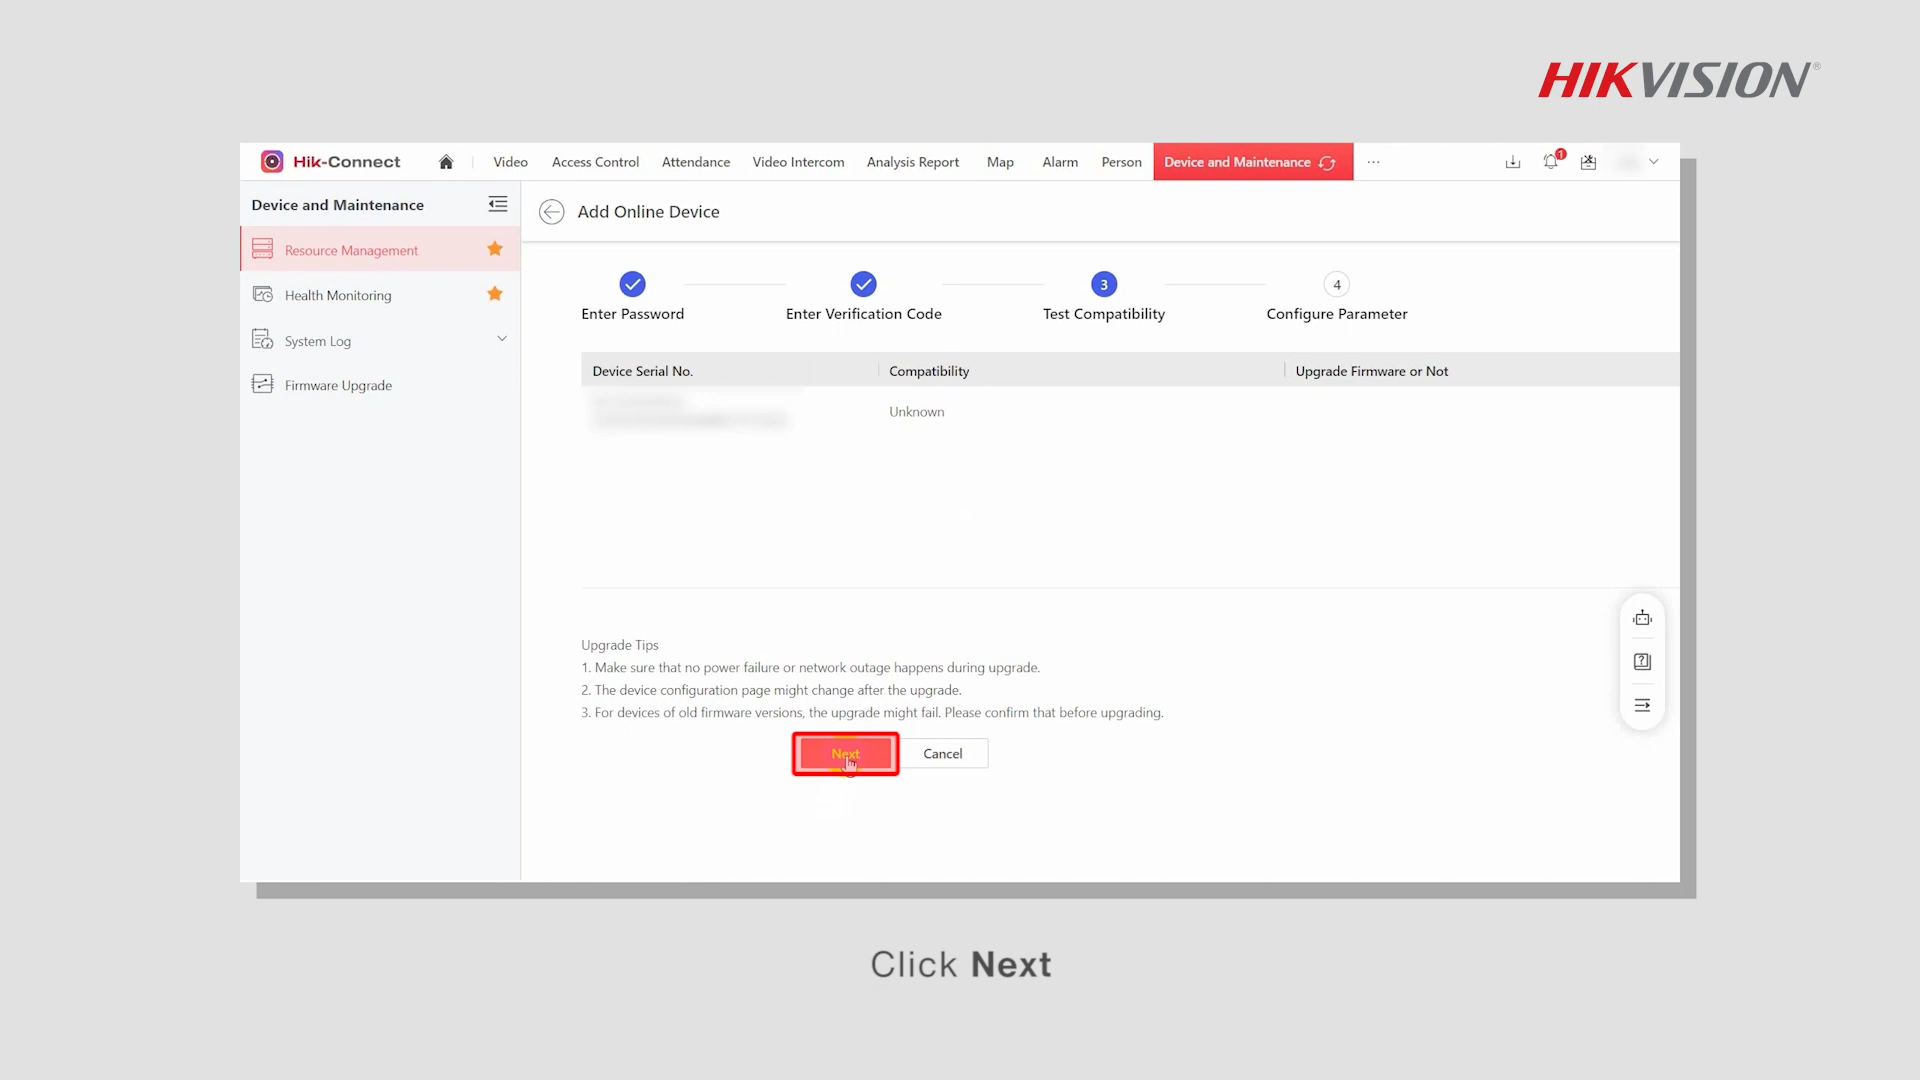 HIKVISION®
Hik-Connect
Video
Access Control
Attendance
Video Intercom
Analysis Report
Map
Alarm
Person
Device and Maintenance
...
1
Device and Maintenance
Resource Management
Health Monitoring
System Log
Firmware Upgrade
Add Online Device
3
4
Enter Password
Enter Verification Code
Test Compatibility
Configure Parameter
Device Serial No.
Compatibility
Upgrade Firmware or Not
Unknown
Upgrade Tips
1. Make sure that no power failure or network outage happens during upgrade.
2. The device configuration page might change after the upgrade.
3. For devices of old firmware versions, the upgrade might fail. Please confirm that before upgrading.
Next
Cancel
Click Next